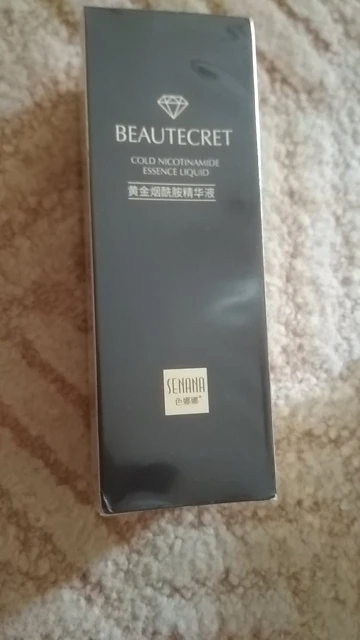 BEAUTECRET
COLD NICOTINAMIDE
ESSENCE LIQUID
黄金烟酰胺精华液
SENANA
色娜娜